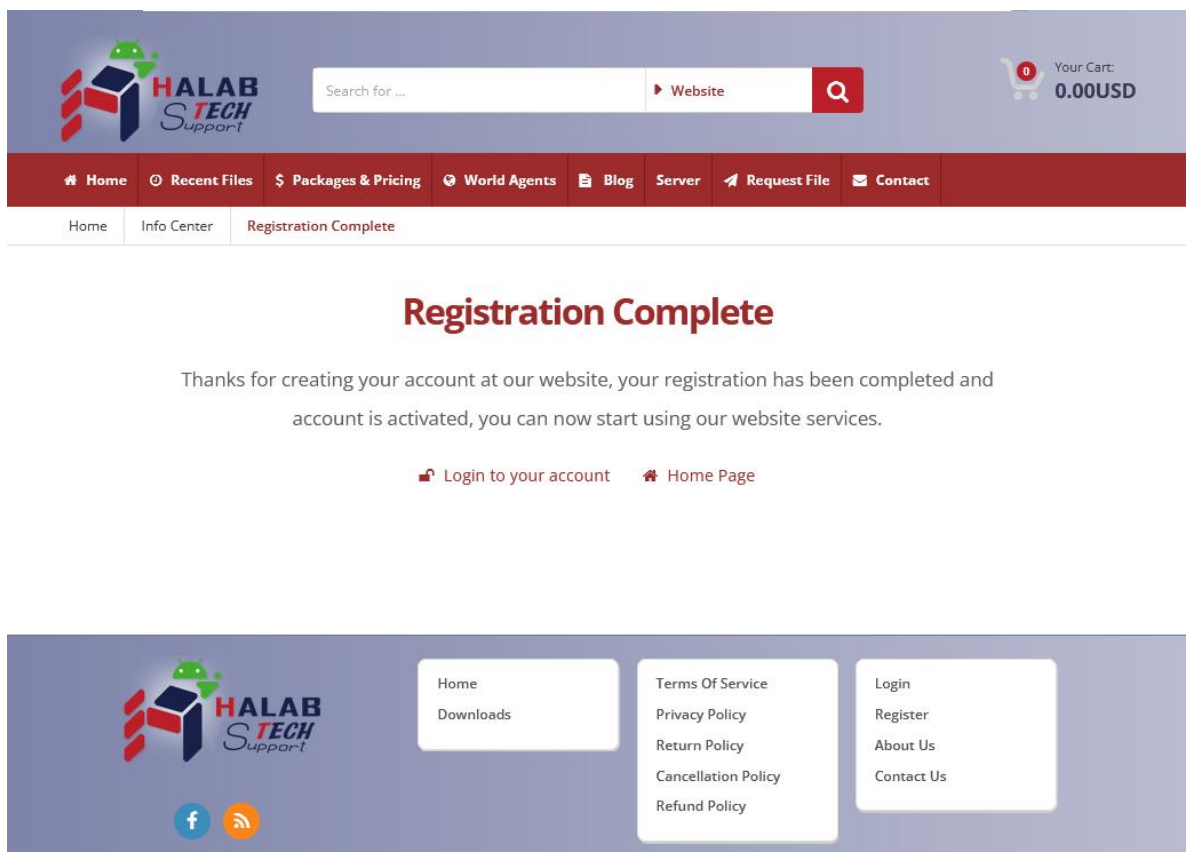 HALAB
S TECH
Support
Search for ...
Website
0
Your Cart:
0.00USD
Home
Recent Files
$ Packages & Pricing
World Agents
Blog
Server
Request File
Contact
Home
Info Center
Registration Complete
Registration Complete
Thanks for creating your account at our website, your registration has been completed and
account is activated, you can now start using our website services.
Login to your account
Home Page
HALAB
S TECH
Support
Home
Downloads
Terms Of Service
Privacy Policy
Return Policy
Cancellation Policy
Refund Policy
Login
Register
About Us
Contact Us